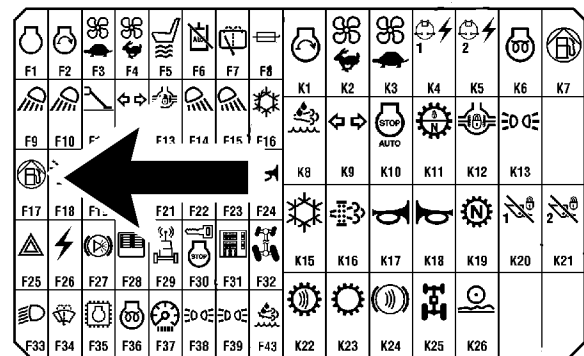 F1 F2 F3 F4 F5 F6 F7 F8
1 2
K1 K2 K3 K4 K5 K6 K7
F9 F10 F13 F14 F15 F16
STOP
AUTO
N
K8 K9 K10 K11 K12 K13
F17 F18 F21 F22 F23 F24
N 1 2
K15 K16 K17 K18 K19 K20 K21
STOP
F25 F26 F27 F28 F29 F30 F31 F32
F33 F34 F35 F36 F37 F38 F39 F43
K22 K23 K24 K25 K26